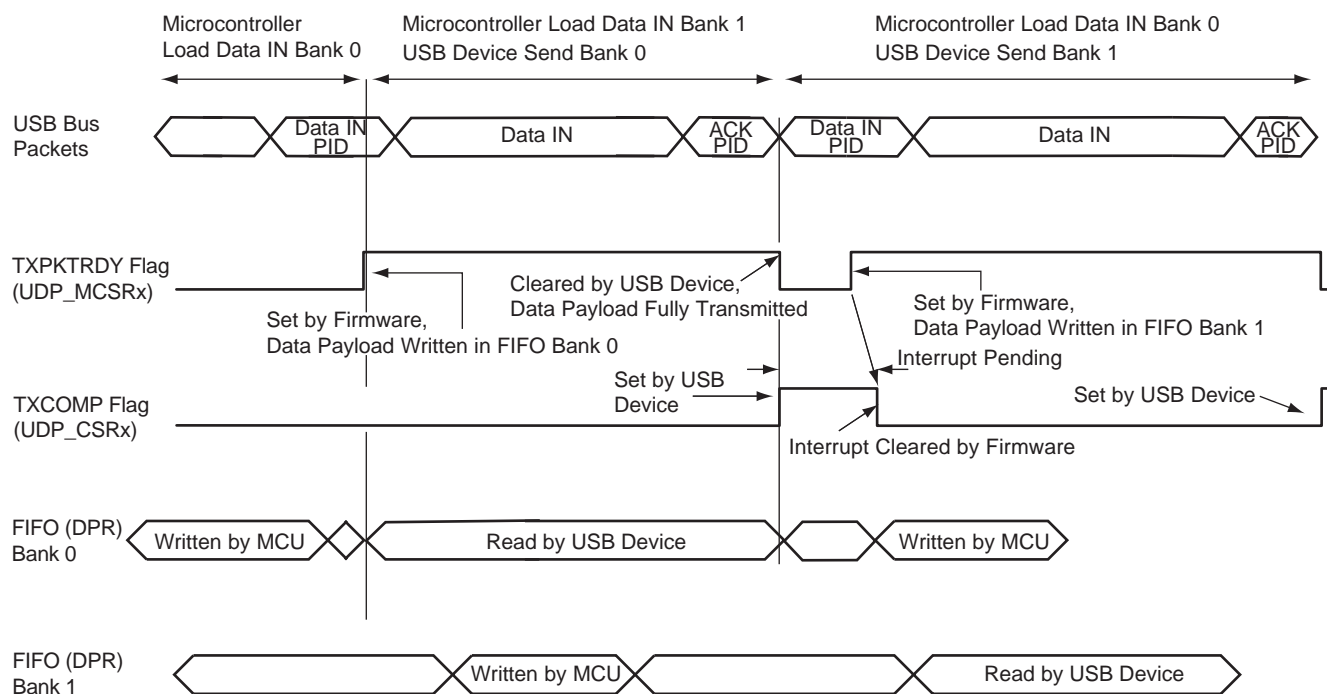 Microcontroller
Load Data IN Bank 0
Microcontroller Load Data IN Bank 1
USB Device Send Bank 0
Microcontroller Load Data IN Bank 0
USB Device Send Bank 1
USB Bus
Packets
Data IN
PID
Data IN
ACK
PID
Data IN
PID
Data IN
ACK
PID
TXPKTRDY Flag
(UDP_MCSRx)
Set by Firmware,
Data Payload Written in FIFO Bank 0
Cleared by USB Device,
Data Payload Fully Transmitted
Set by Firmware,
Data Payload Written in FIFO Bank 1
Interrupt Pending
TXCOMP Flag
(UDP_CSRx)
Set by USB
Device
Set by USB Device
Interrupt Cleared by Firmware
FIFO (DPR)
Bank 0
Written by MCU
Read by USB Device
Written by MCU
FIFO (DPR)
Bank 1
Written by MCU
Read by USB Device